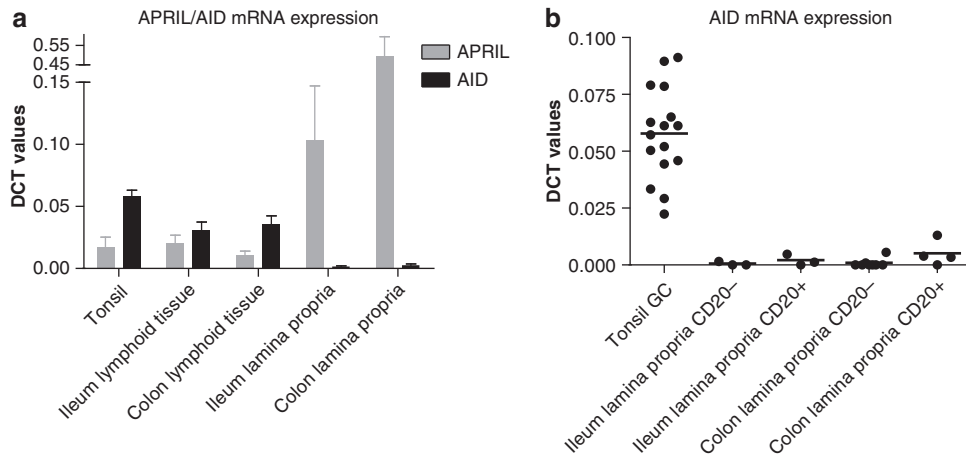 a
APRIL/AID mRNA expression
DCT values
0.55
0.45
0.15
0.10
0.05
0.00
APRIL
AID
Tonsil
Ileum lymphoid tissue
Colon lymphoid tissue
Ileum lamina propria
Colon lamina propria
b
AID mRNA expression
DCT values
0.100
0.075
0.050
0.025
0.000
Tonsil GC
Ileum lamina propria CD20–
Ileum lamina propria CD20+
Colon lamina propria CD20–
Colon lamina propria CD20+